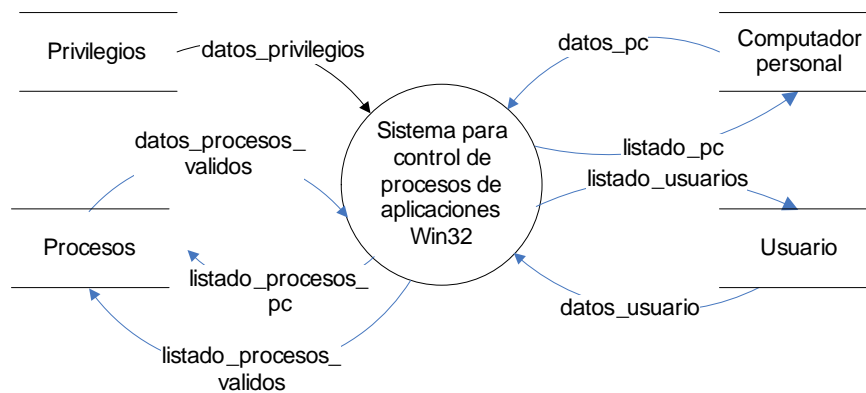 Privilegios
datos_privilegios
datos_pc
Computador
personal
datos_procesos_
validos
Sistema para
control de
procesos de
aplicaciones
Win32
listado_pc
listado_usuarios
Procesos
Usuario
listado_procesos_
pc
datos_usuario
listado_procesos_
validos